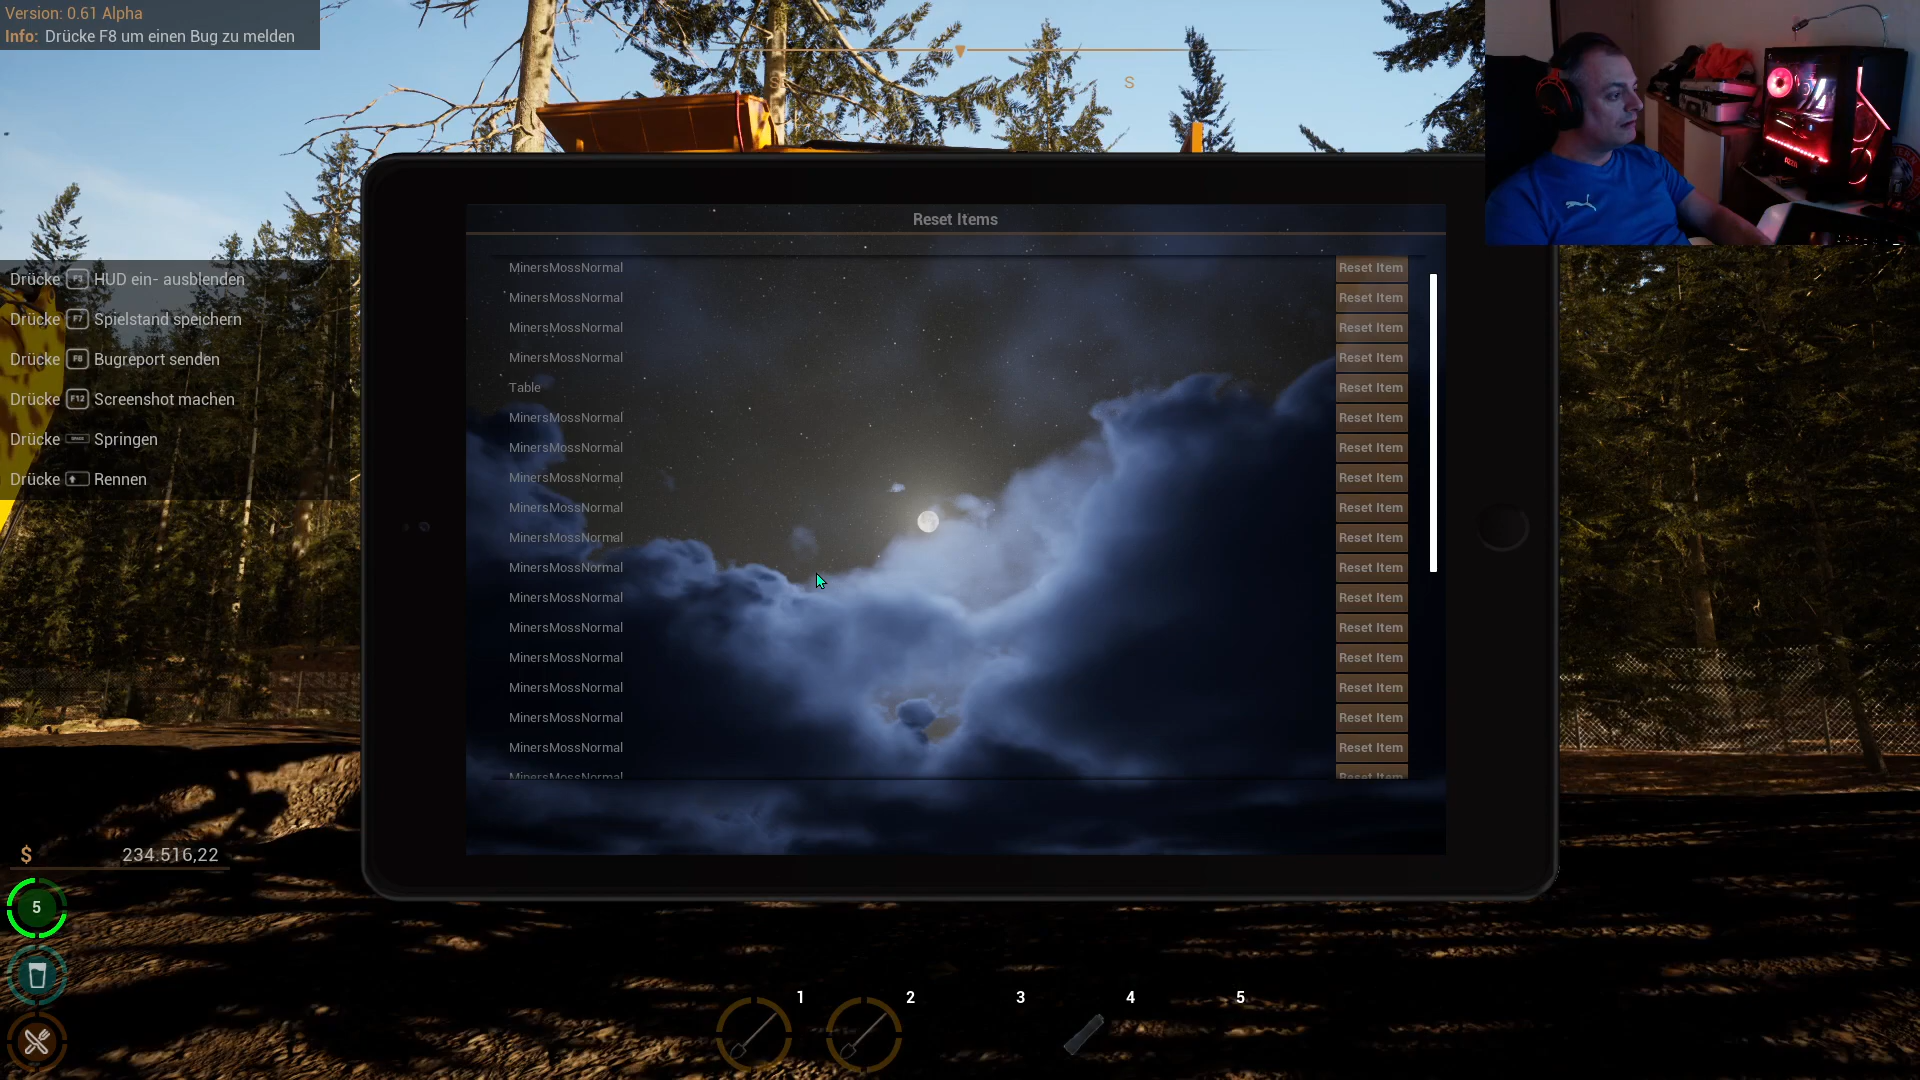 Version: 0.61 Alpha
Info: Drücke F8 um einen Bug zu melden
S
S
Reset Items
MinersMossNormal Reset Item
MinersMossNormal Reset Item
MinersMossNormal Reset Item
MinersMossNormal Reset Item
Table Reset Item
MinersMossNormal Reset Item
MinersMossNormal Reset Item
MinersMossNormal Reset Item
MinersMossNormal Reset Item
MinersMossNormal Reset Item
MinersMossNormal Reset Item
MinersMossNormal Reset Item
MinersMossNormal Reset Item
MinersMossNormal Reset Item
MinersMossNormal Reset Item
MinersMossNormal Reset Item
MinersMossNormal Reset Item
MinersMossNormal Reset Item
Drücke F3 HUD ein- ausblenden
Drücke F7 Spielstand speichern
Drücke F8 Bugreport senden
Drücke F12 Screenshot machen
Drücke Springen
Drücke Rennen
$ 234.516,22
5
1 2 3 4 5